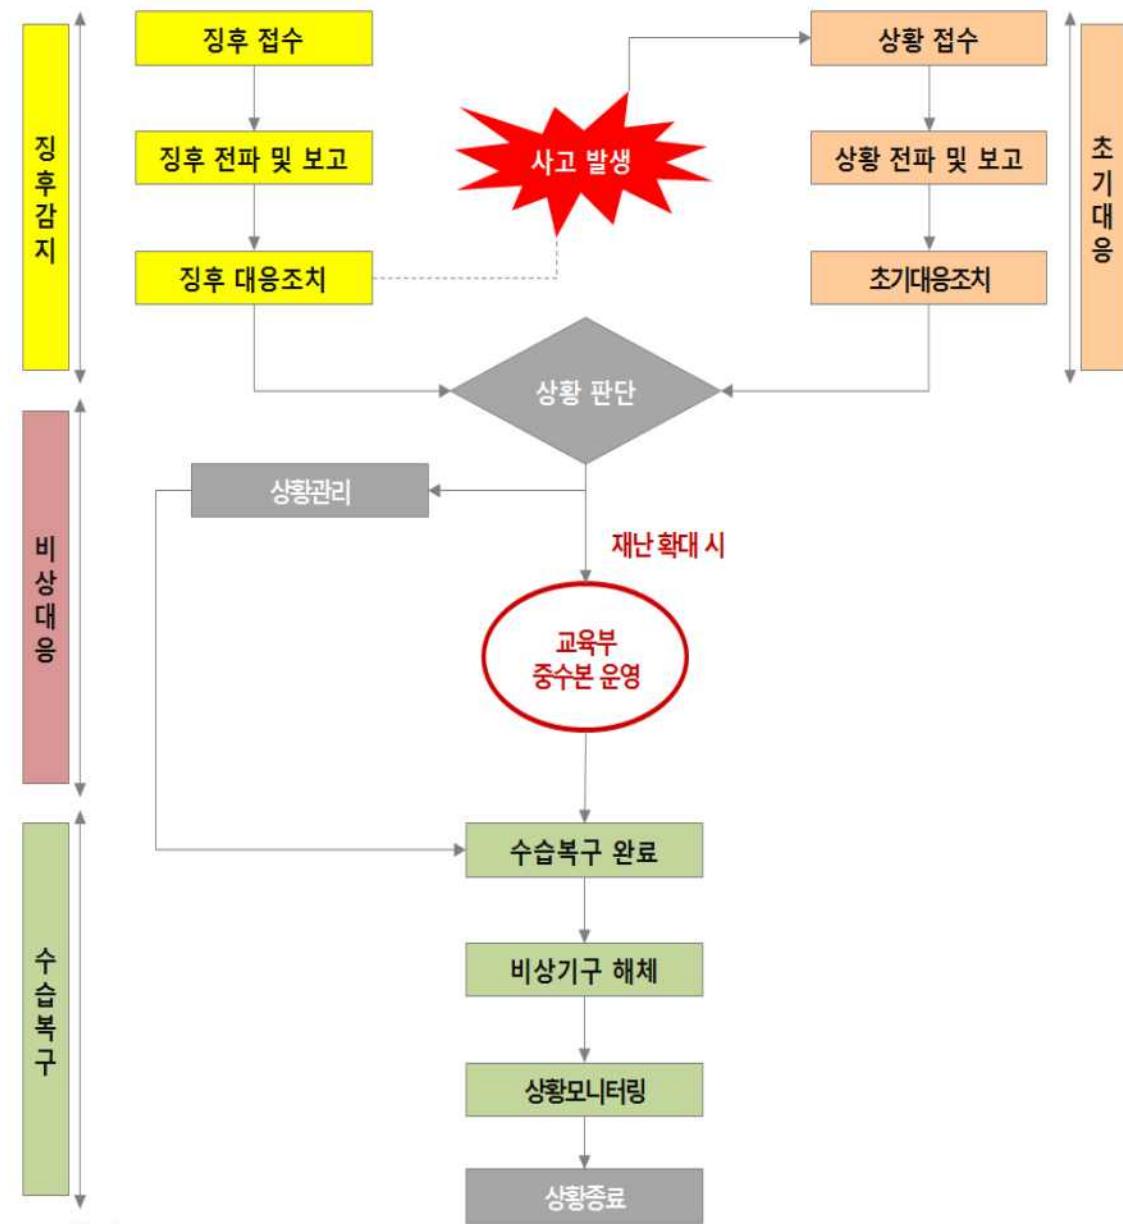 징후감지
징후 접수
징후 전파 및 보고
징후 대응조치
사고 발생
상황 접수
상황 전파 및 보고
초기대응조치
초기대응
상황 판단
비상대응
상황관리
재난 확대 시
교육부
중수본 운영
수습복구
수습복구 완료
비상기구 해체
상황모니터링
상황종료